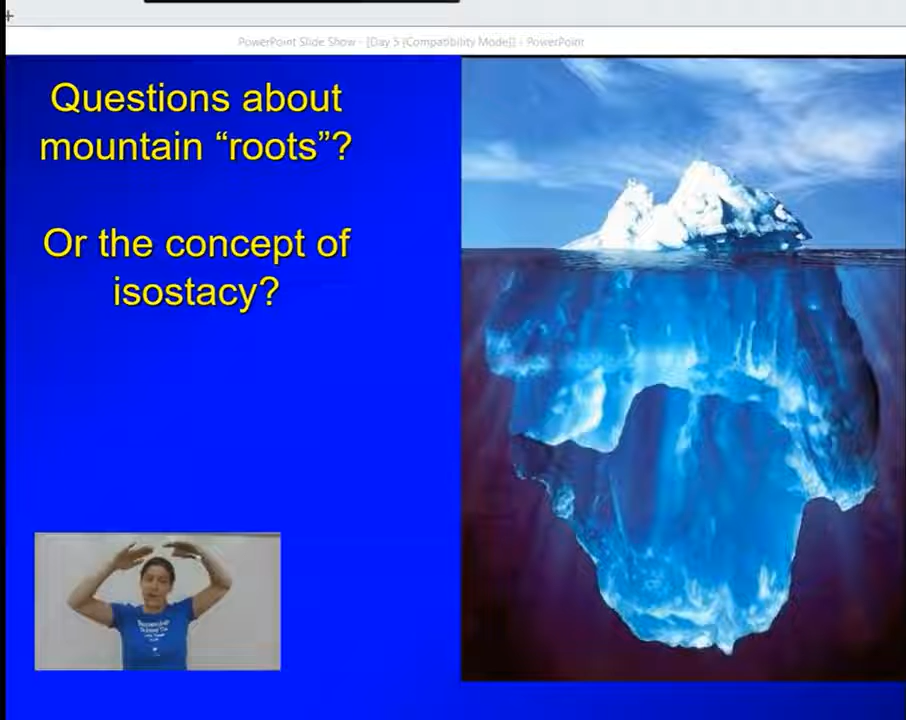 PowerPoint Slide Show - [Day 5 [Compatibility Mode]] - PowerPoint
Questions about
mountain “roots”?
Or the concept of
isostacy?